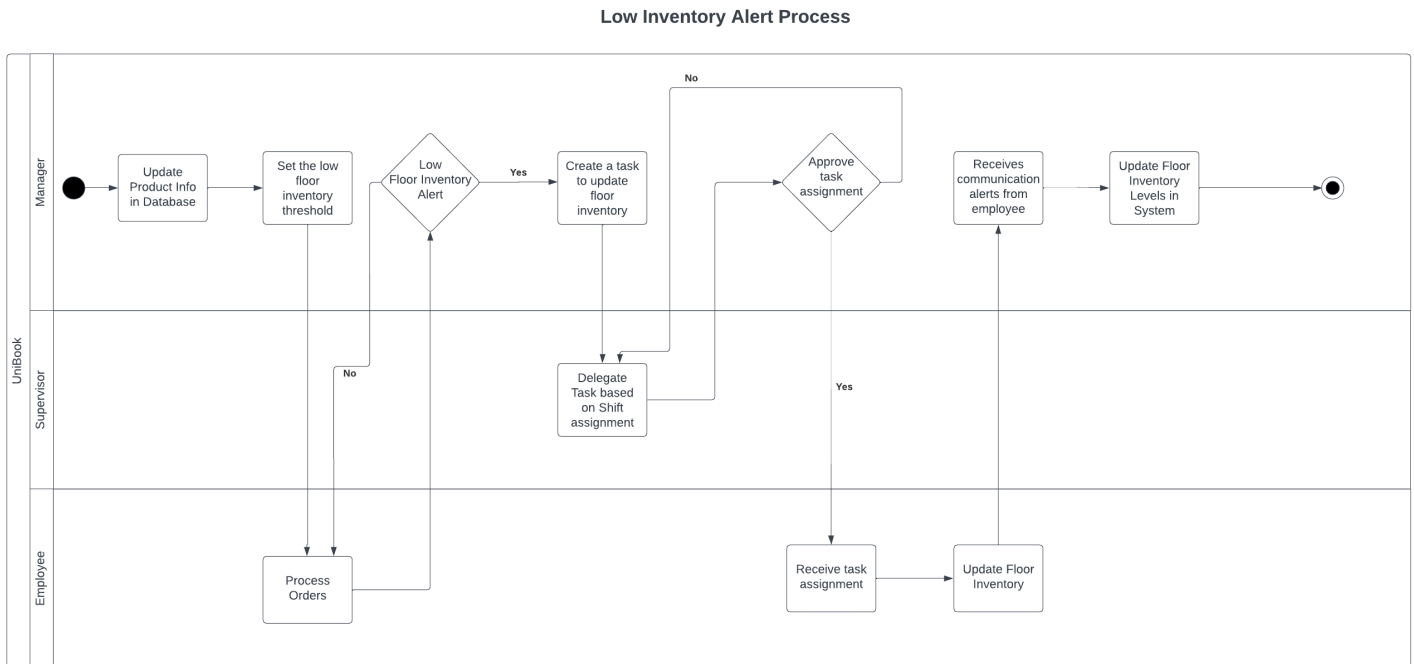 Low Inventory Alert Process
UniBook
Manager
Update
Product Info
in Database
Set the low
floor
inventory
threshold
Low
Floor Inventory
Alert
Yes
Create a task
to update
floor
inventory
No
Approve
task
assignment
Receives
communication
alerts from
employee
Update Floor
Inventory
Levels in
System
Supervisor
No
Delegate
Task based
on Shift
assignment
Yes
Employee
Process
Orders
Receive task
assignment
Update Floor
Inventory